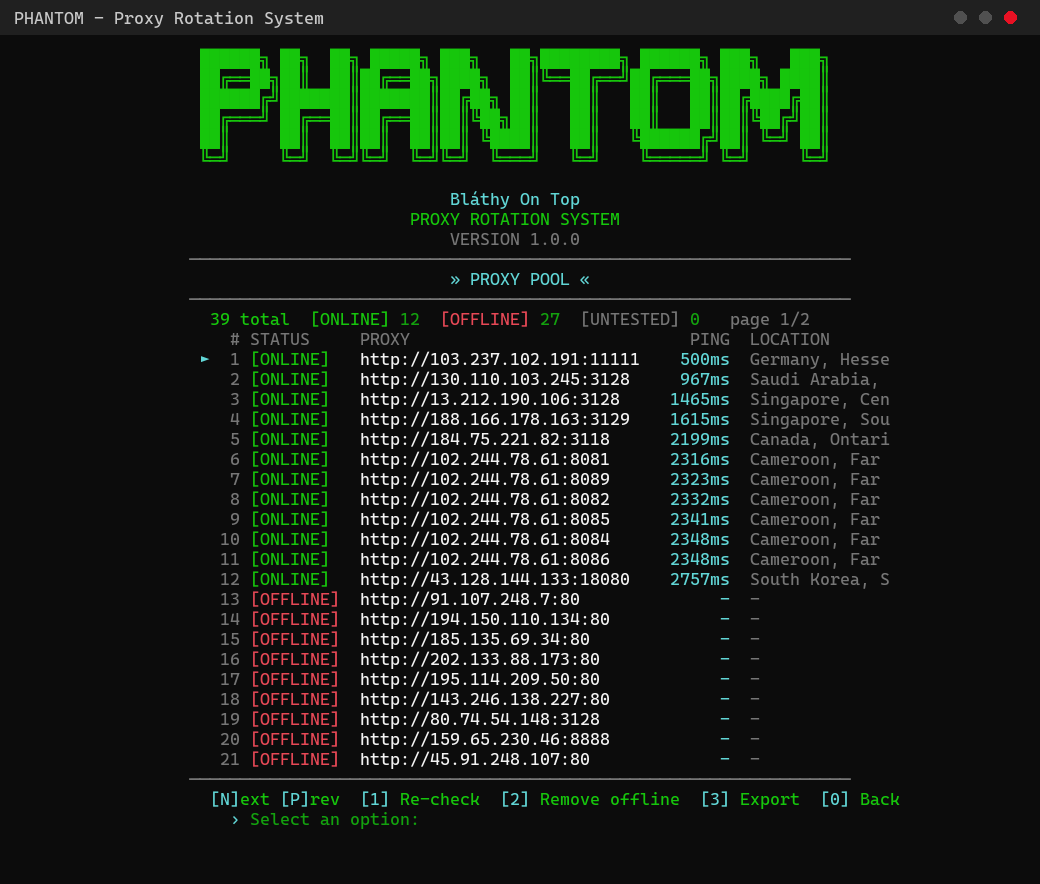 PHANTOM - Proxy Rotation System
PHANTOM
Bláthy On Top
PROXY ROTATION SYSTEM
VERSION 1.0.0
» PROXY POOL «
39 total [ONLINE] 12 [OFFLINE] 27 [UNTESTED] 0 page 1/2
# STATUS PROXY PING LOCATION
► 1 [ONLINE] http://103.237.102.191:11111 500ms Germany, Hesse
2 [ONLINE] http://130.110.103.245:3128 967ms Saudi Arabia,
3 [ONLINE] http://13.212.190.106:3128 1465ms Singapore, Cen
4 [ONLINE] http://188.166.178.163:3129 1615ms Singapore, Sou
5 [ONLINE] http://184.75.221.82:3118 2199ms Canada, Ontari
6 [ONLINE] http://102.244.78.61:8081 2316ms Cameroon, Far
7 [ONLINE] http://102.244.78.61:8089 2323ms Cameroon, Far
8 [ONLINE] http://102.244.78.61:8082 2332ms Cameroon, Far
9 [ONLINE] http://102.244.78.61:8085 2341ms Cameroon, Far
10 [ONLINE] http://102.244.78.61:8084 2348ms Cameroon, Far
11 [ONLINE] http://102.244.78.61:8086 2348ms Cameroon, Far
12 [ONLINE] http://43.128.144.133:18080 2757ms South Korea, S
13 [OFFLINE] http://91.107.248.7:80 - -
14 [OFFLINE] http://194.150.110.134:80 - -
15 [OFFLINE] http://185.135.69.34:80 - -
16 [OFFLINE] http://202.133.88.173:80 - -
17 [OFFLINE] http://195.114.209.50:80 - -
18 [OFFLINE] http://143.246.138.227:80 - -
19 [OFFLINE] http://80.74.54.148:3128 - -
20 [OFFLINE] http://159.65.230.46:8888 - -
21 [OFFLINE] http://45.91.248.107:80 - -
[N]ext [P]rev [1] Re-check [2] Remove offline [3] Export [0] Back
› Select an option: